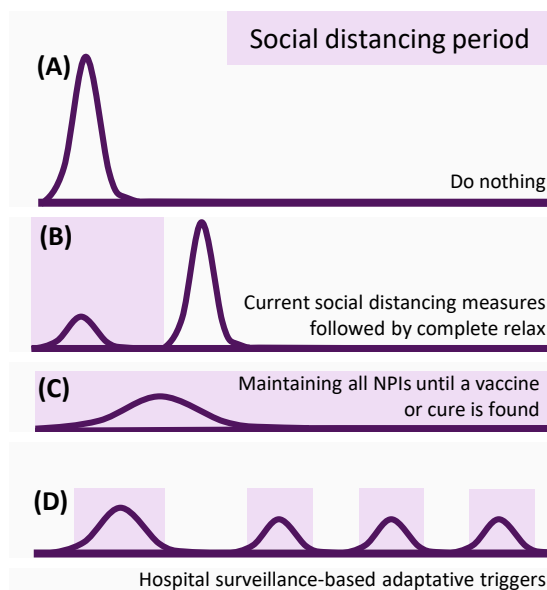 Social distancing period
(A)
Do nothing
(B)
Current social distancing measures
followed by complete relax
(C)
Maintaining all NPIs until a vaccine
or cure is found
(D)
Hospital surveillance-based adaptative triggers